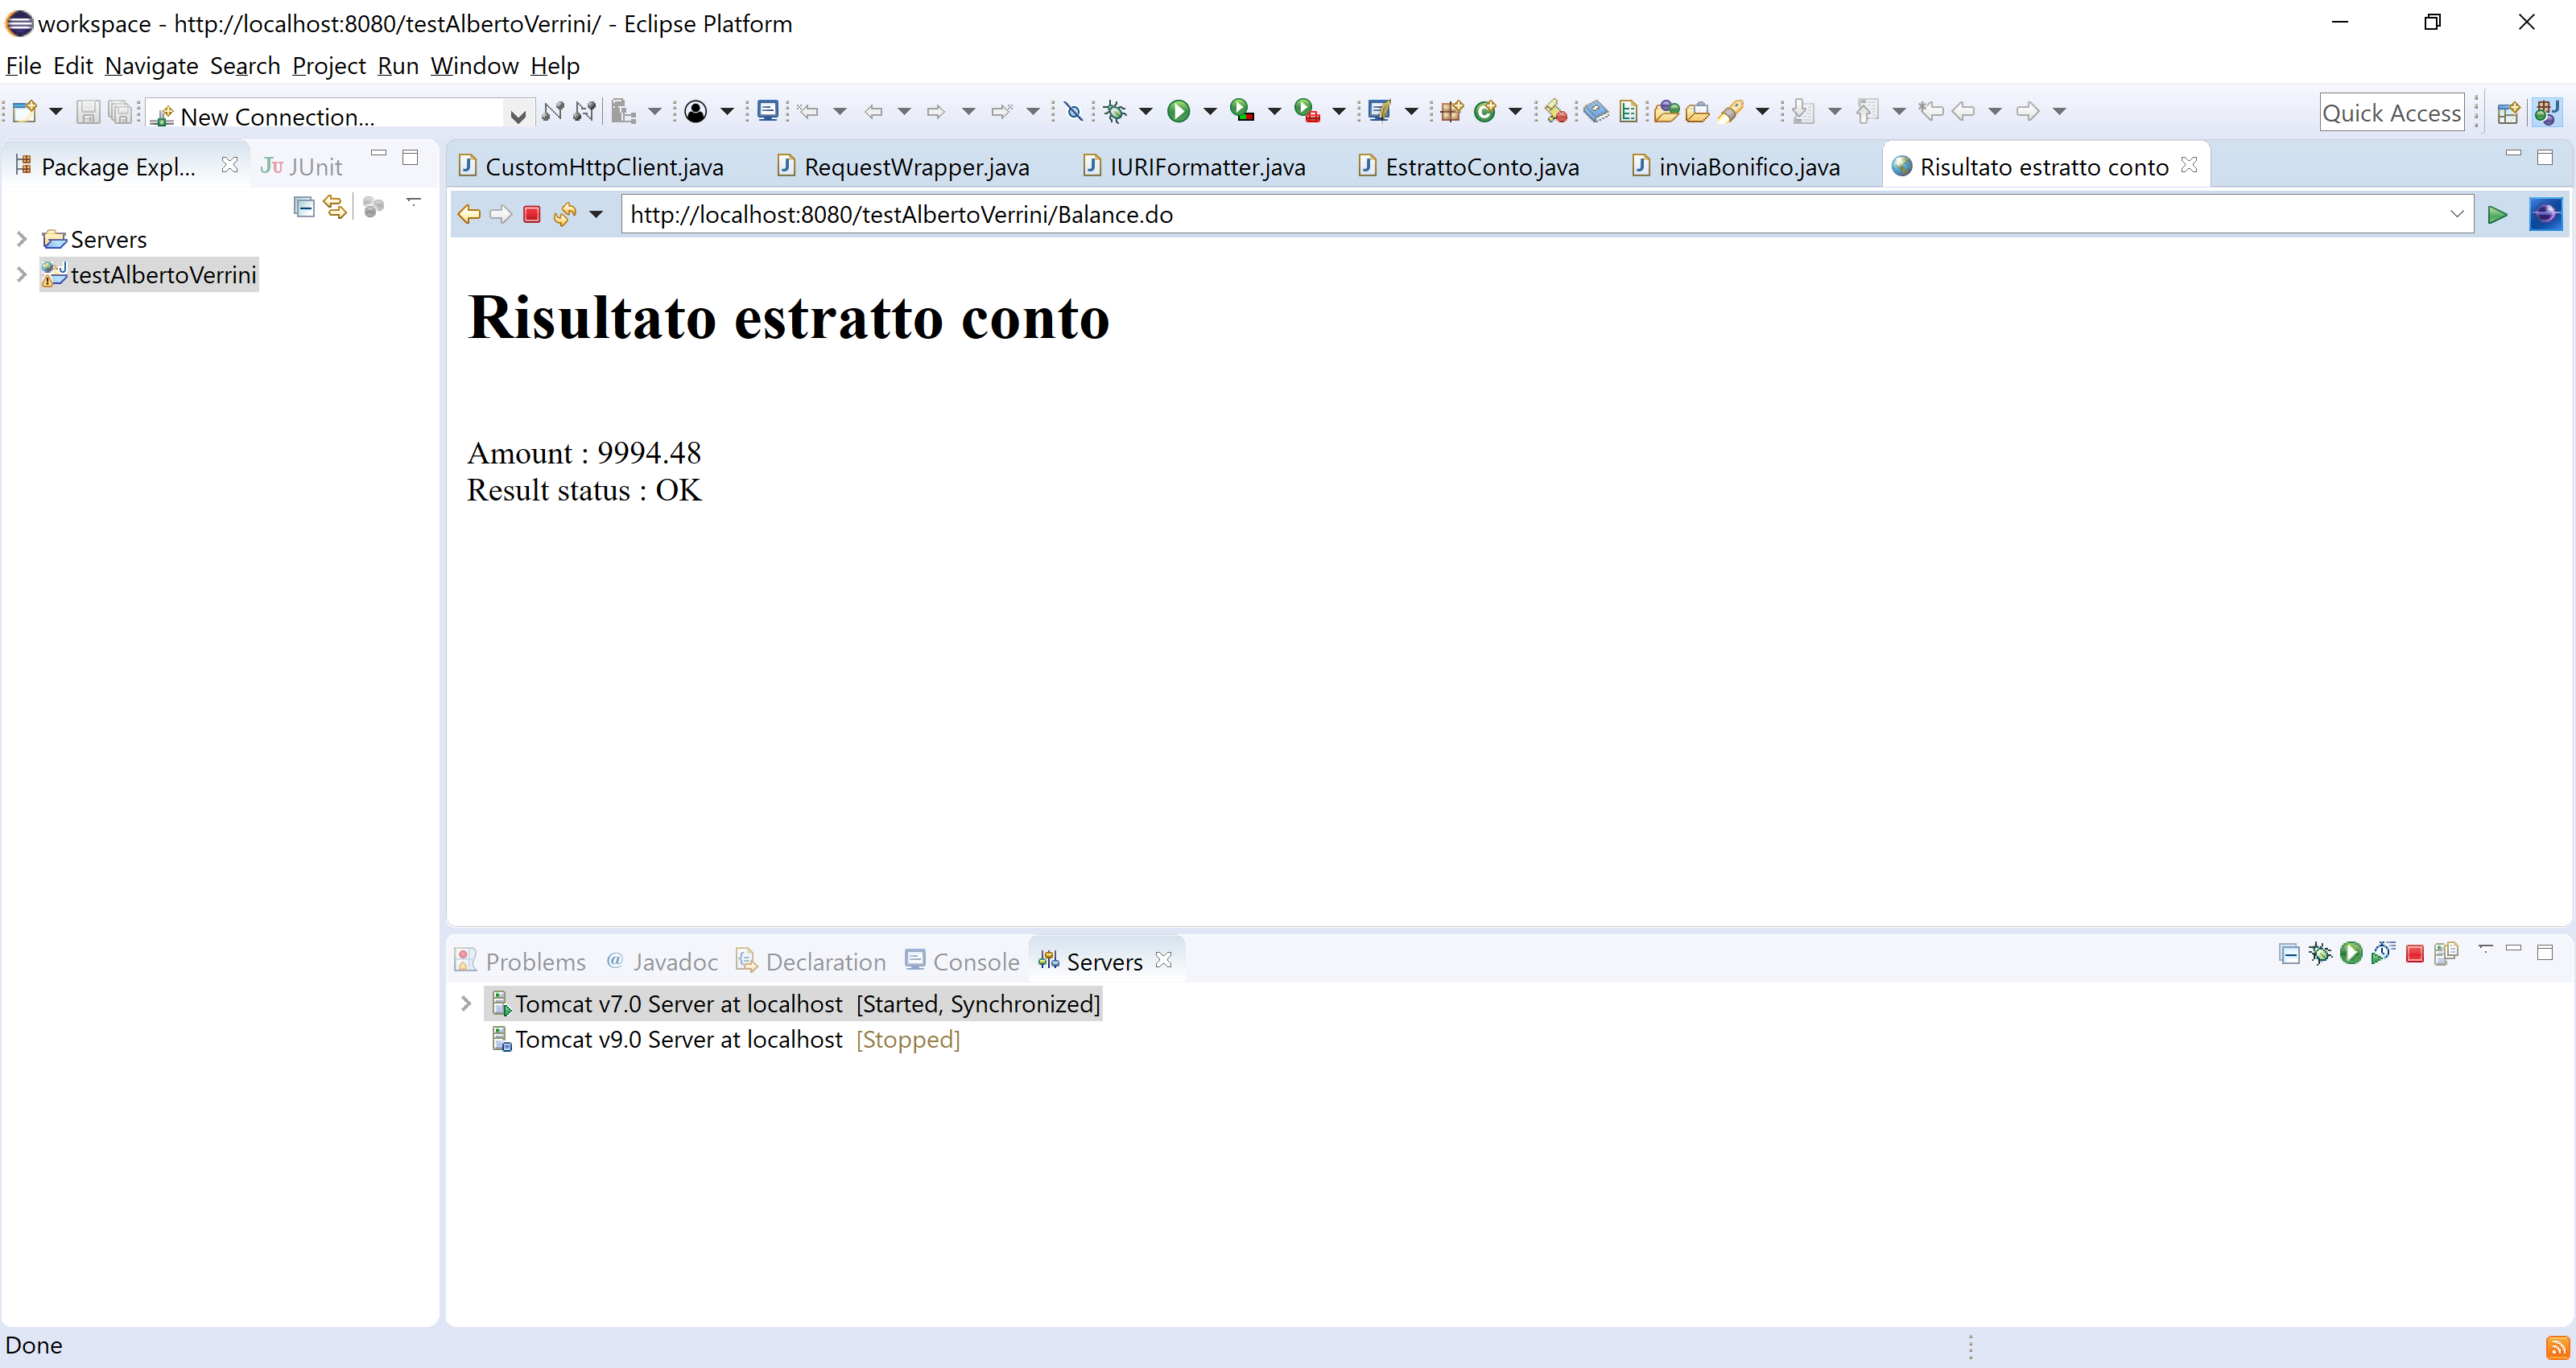 workspace - http://localhost:8080/testAlbertoVerrini/ - Eclipse Platform
File Edit Navigate Search Project Run Window Help
New Connection...
Quick Access
Package Expl...
JUnit
CustomHttpClient.java
RequestWrapper.java
IURIFormatter.java
EstrattoConto.java
inviaBonifico.java
Risultato estratto conto
http://localhost:8080/testAlbertoVerrini/Balance.do
Servers
testAlbertoVerrini
Risultato estratto conto
Amount : 9994.48
Result status : OK
Problems
@ Javadoc
Declaration
Console
Servers
Tomcat v7.0 Server at localhost [Started, Synchronized]
Tomcat v9.0 Server at localhost [Stopped]
Done